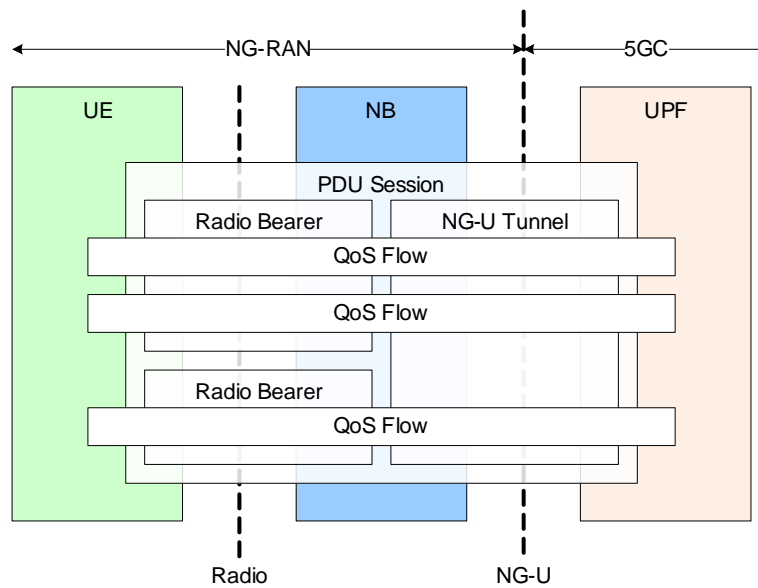 NG-RAN 5GC
UE NB UPF
PDU Session
Radio Bearer NG-U Tunnel
QoS Flow
QoS Flow
Radio Bearer
QoS Flow
Radio NG-U